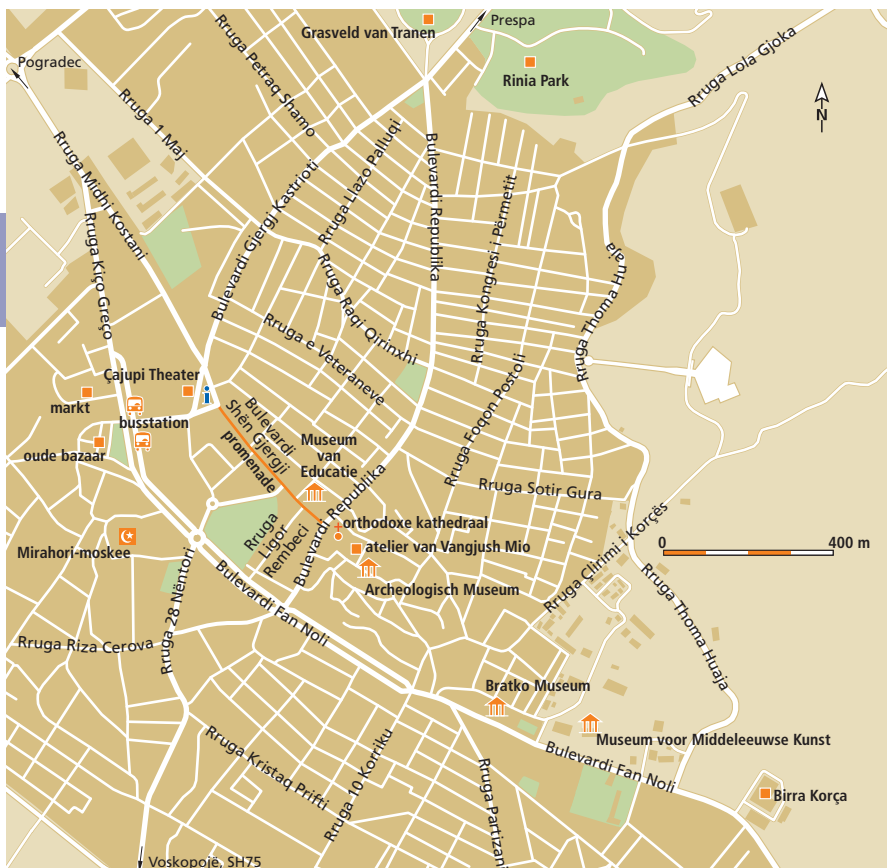 Prespa
Grasveld van Tranen
Rinia Park
Pogradec
Rruga Petraq Shamo
Rruga Lola Gjoka
N
Rruga 1 Maj
Rruga Midhi Kostani
Rruga Kiço Greço
Bulevardi Gjergj Kastrioti
Rruga Llazo Palluqi
Bulevardi Republika
Rruga Kongresi i Përmetit
Rruga Thoma Hu aja
Rruga Raqi Qirinxhi
Rruga e Veteraneve
Rruga Foqon Postoli
Çajupi Theater
i
markt
busstation
oude bazaar
Bulevardi
Shën Gjergji
promenade
Museum
van
Educatie
Bulevardi Republika
Rruga Sotir Gura
orthodoxe kathedraal
Rruga
Ligor
Rembeci
atelier van Vangjush Mio
Mirahori-moskee
Archeologisch Museum
Rruga Çlirimi i Korçës
0 400 m
Rruga 28 Nëntori
Bulevardi Fan Noli
Rruga Thoma Huaja
Rruga Riza Cerova
Bratko Museum
Museum voor Middeleeuwse Kunst
Rruga Kristaq Prifti
Rruga 10 Korriku
Rruga Partizani
Bulevardi Fan Noli
Birra Korça
Voskopojë, SH75